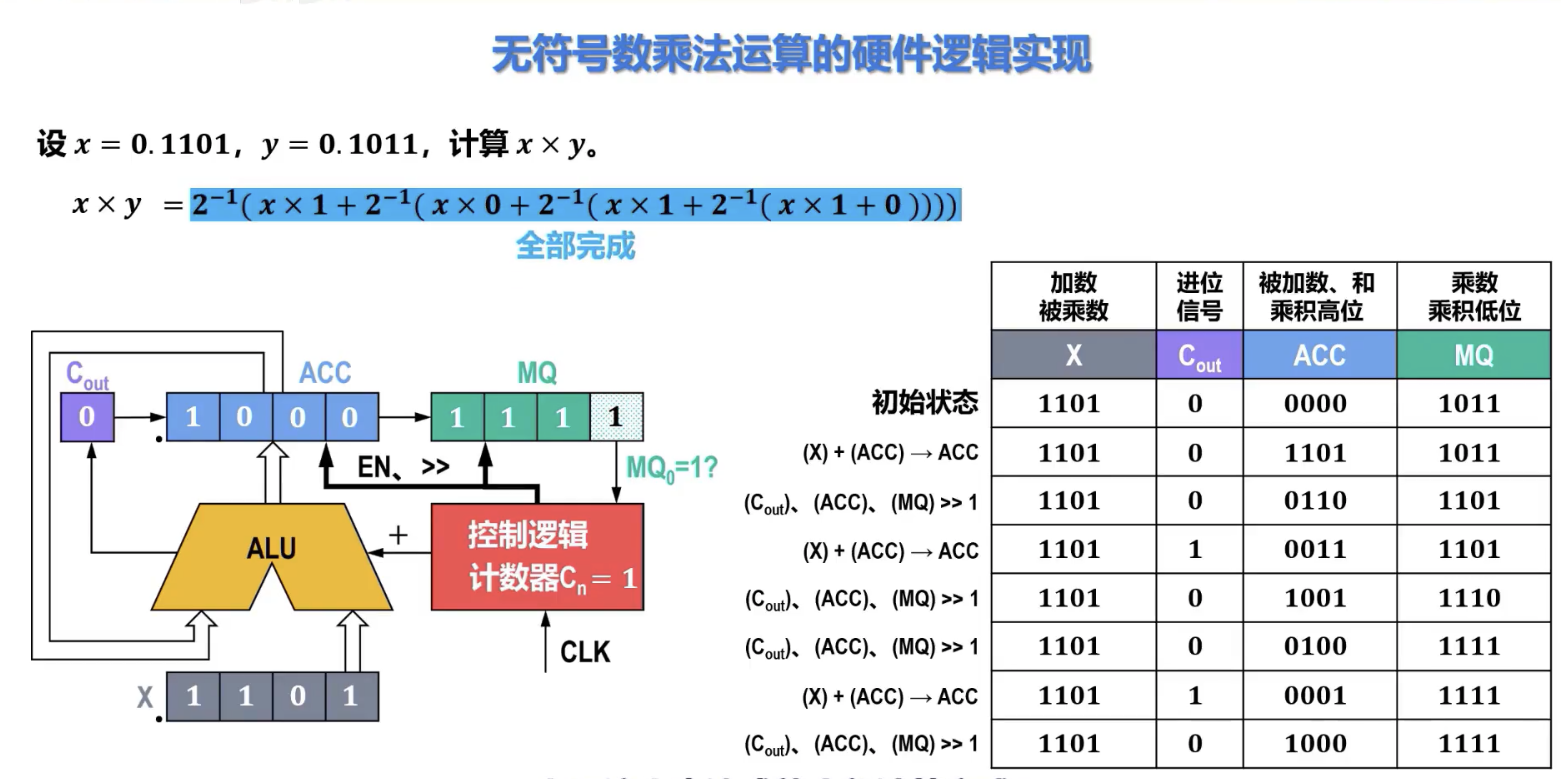 无符号数乘法运算的硬件逻辑实现
设 x = 0.1101，y = 0.1011，计算 x × y。
x × y = 2⁻¹( x × 1 + 2⁻¹( x × 0 + 2⁻¹( x × 1 + 2⁻¹( x × 1 + 0 ))))
全部完成
Cout ACC MQ
0 1 0 0 0 1 1 1 1
EN、 >> MQ₀=1?
ALU + 控制逻辑
计数器Cn = 1
CLK
X 1 1 0 1
加数 被乘数 进位 信号 被加数、和 乘积高位 乘数 乘积低位
X Cout ACC MQ
初始状态 1101 0 0000 1011
(X) + (ACC) → ACC 1101 0 1101 1011
(Cout)、 (ACC)、 (MQ) >> 1 1101 0 0110 1101
(X) + (ACC) → ACC 1101 1 0011 1101
(Cout)、 (ACC)、 (MQ) >> 1 1101 0 1001 1110
(Cout)、 (ACC)、 (MQ) >> 1 1101 0 0100 1111
(X) + (ACC) → ACC 1101 1 0001 1111
(Cout)、 (ACC)、 (MQ) >> 1 1101 0 1000 1111